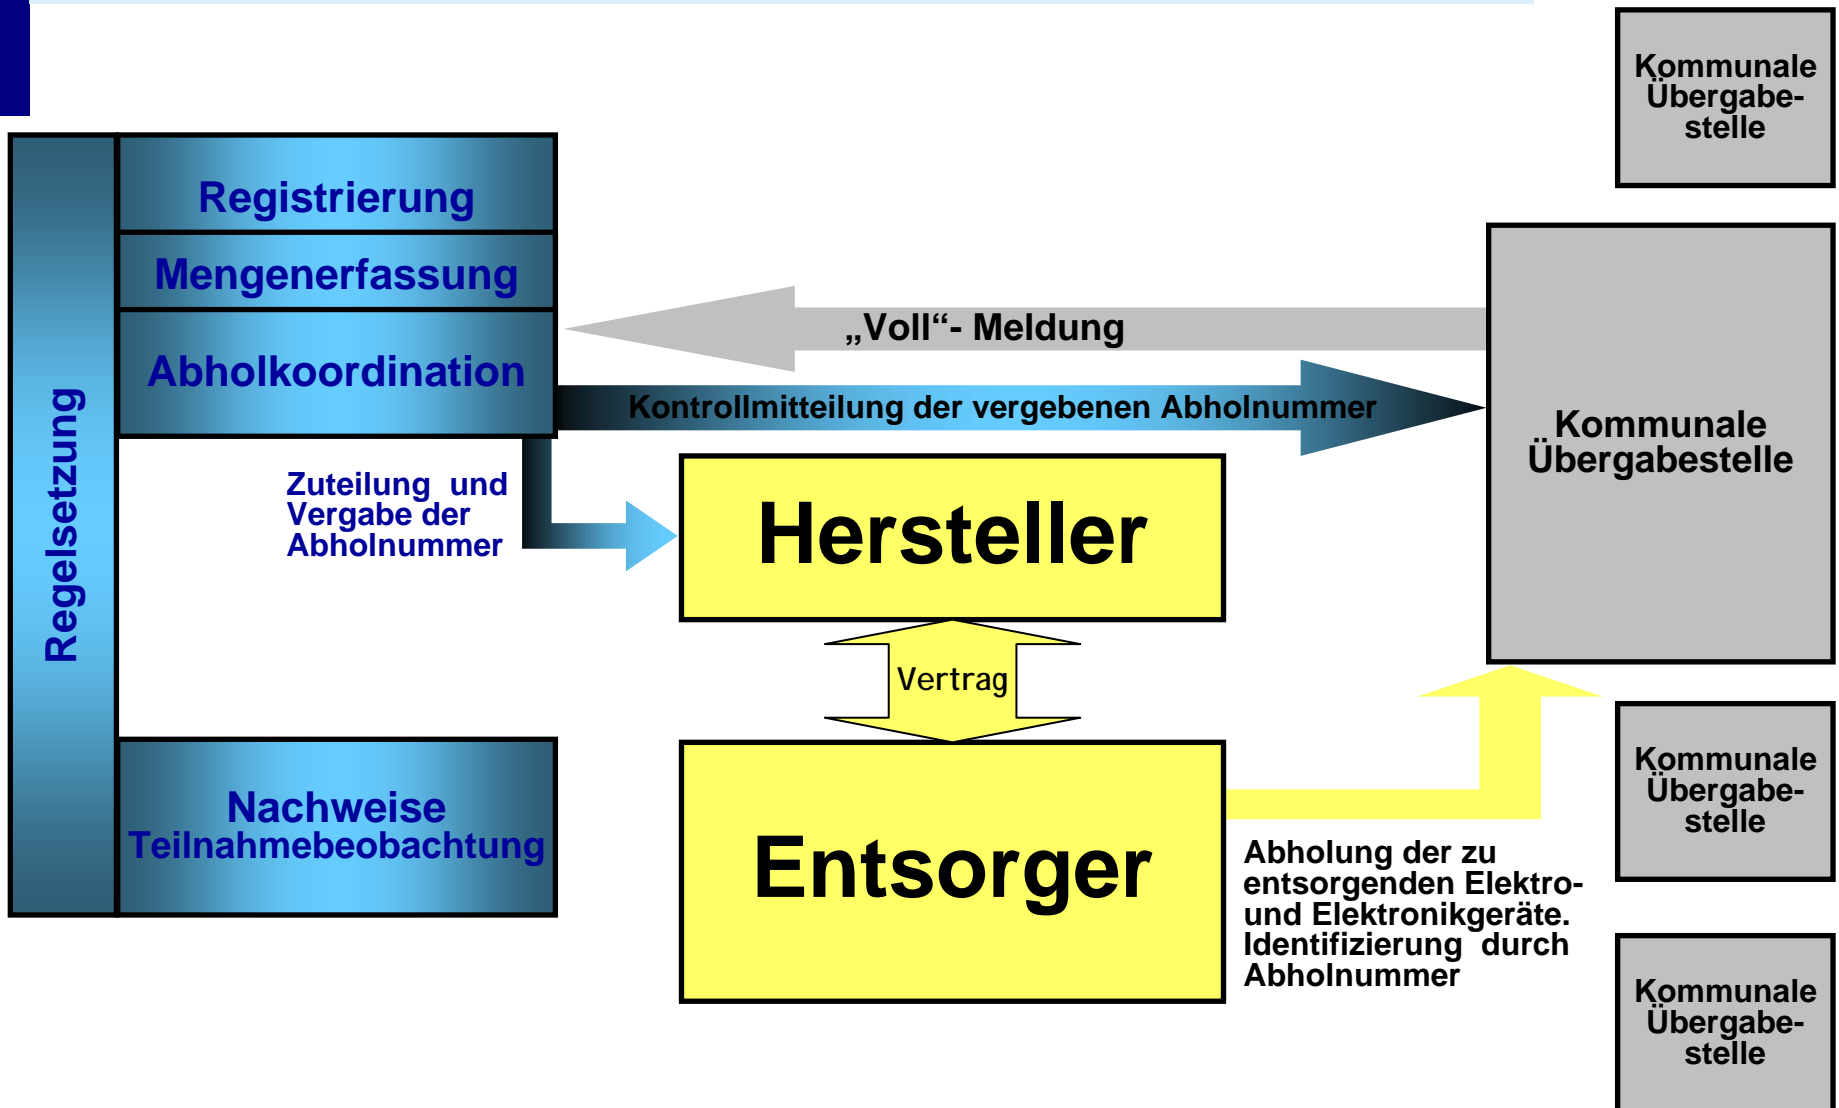 Kommunale
Übergabe-
stelle
Registrierung
Mengenerfassung
Abholkoordination
Regelsetzung
„Voll“- Meldung
Kontrollmitteilung der vergebenen Abholnummer
Kommunale
Übergabestelle
Zuteilung und
Vergabe der
Abholnummer
Hersteller
Vertrag
Nachweise
Teilnahmebeobachtung
Entsorger
Abholung der zu
entsorgenden Elektro-
und Elektronikgeräte.
Identifizierung durch
Abholnummer
Kommunale
Übergabe-
stelle
Kommunale
Übergabe-
stelle